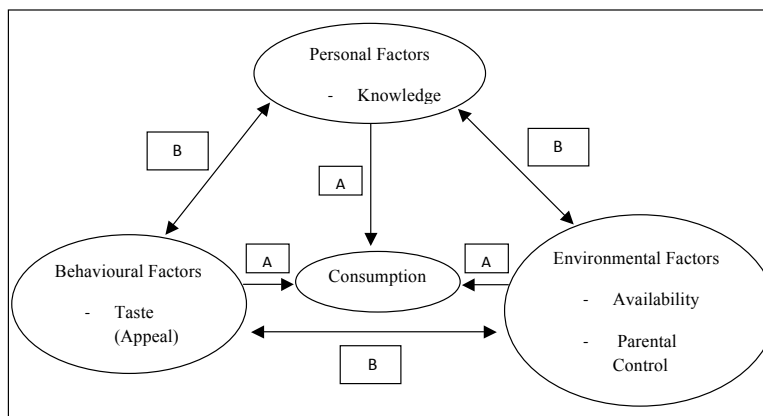 Personal Factors
- Knowledge
B
B
A
Behavioural Factors
- Taste
(Appeal)
A
Consumption
A
Environmental Factors
- Availability
- Parental
Control
B